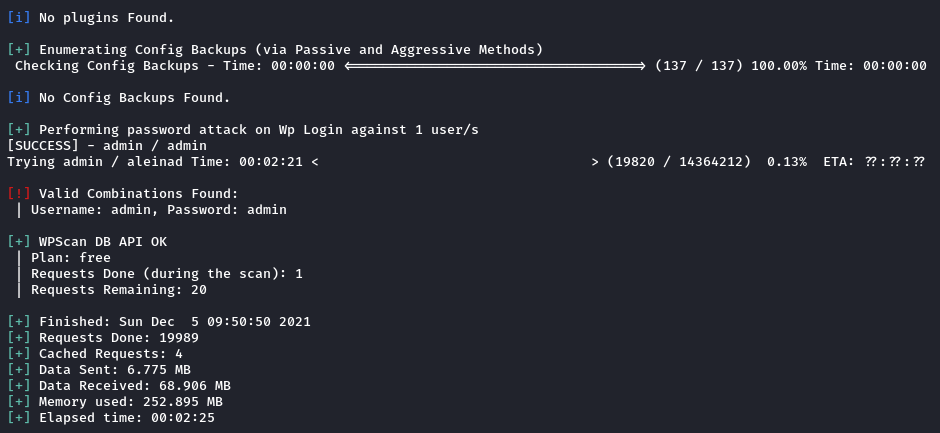 [i] No plugins Found.
[+] Enumerating Config Backups (via Passive and Aggressive Methods)
Checking Config Backups - Time: 00:00:00 <==================================> (137 / 137) 100.00% Time: 00:00:00
[i] No Config Backups Found.
[+] Performing password attack on Wp Login against 1 user/s
[SUCCESS] - admin / admin
Trying admin / aleinad Time: 00:02:21 <                                  > (19820 / 14364212)  0.13%  ETA: ??:??:??
[!] Valid Combinations Found:
| Username: admin, Password: admin
[+] WPScan DB API OK
| Plan: free
| Requests Done (during the scan): 1
| Requests Remaining: 20
[+] Finished: Sun Dec  5 09:50:50 2021
[+] Requests Done: 19989
[+] Cached Requests: 4
[+] Data Sent: 6.775 MB
[+] Data Received: 68.906 MB
[+] Memory used: 252.895 MB
[+] Elapsed time: 00:02:25